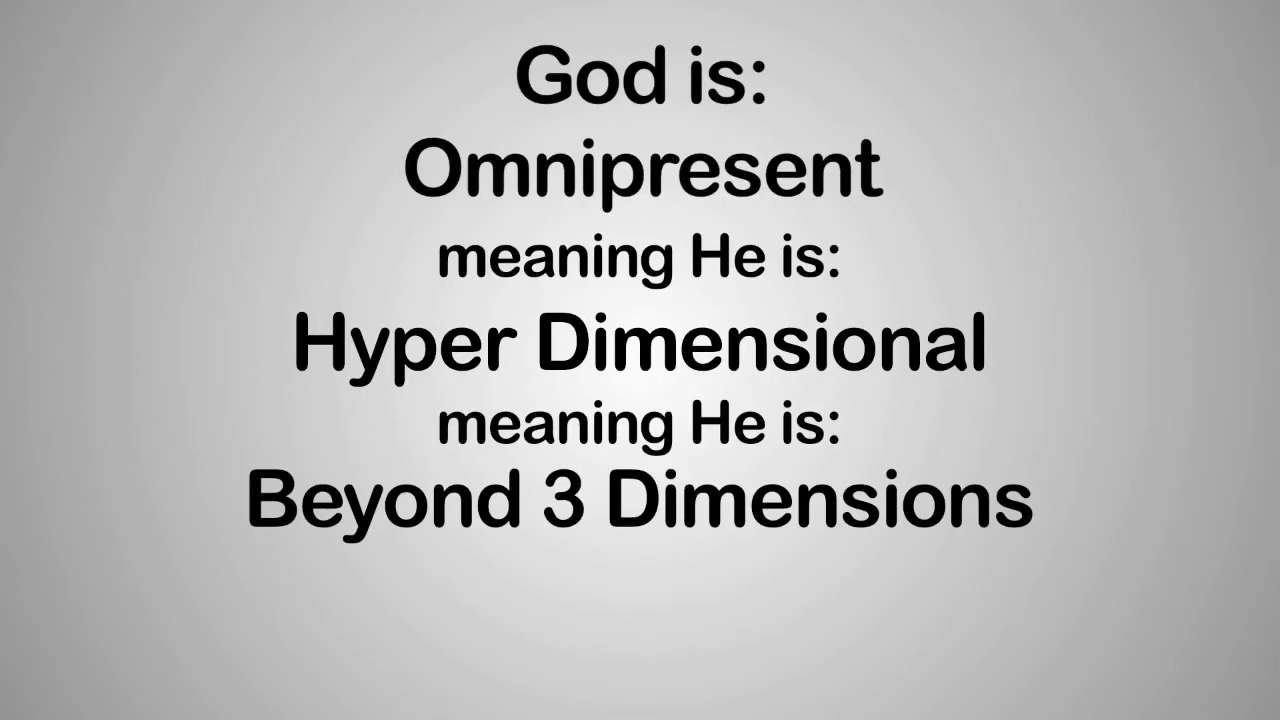 God is:
Omnipresent
meaning He is:
Hyper Dimensional
meaning He is:
Beyond 3 Dimensions